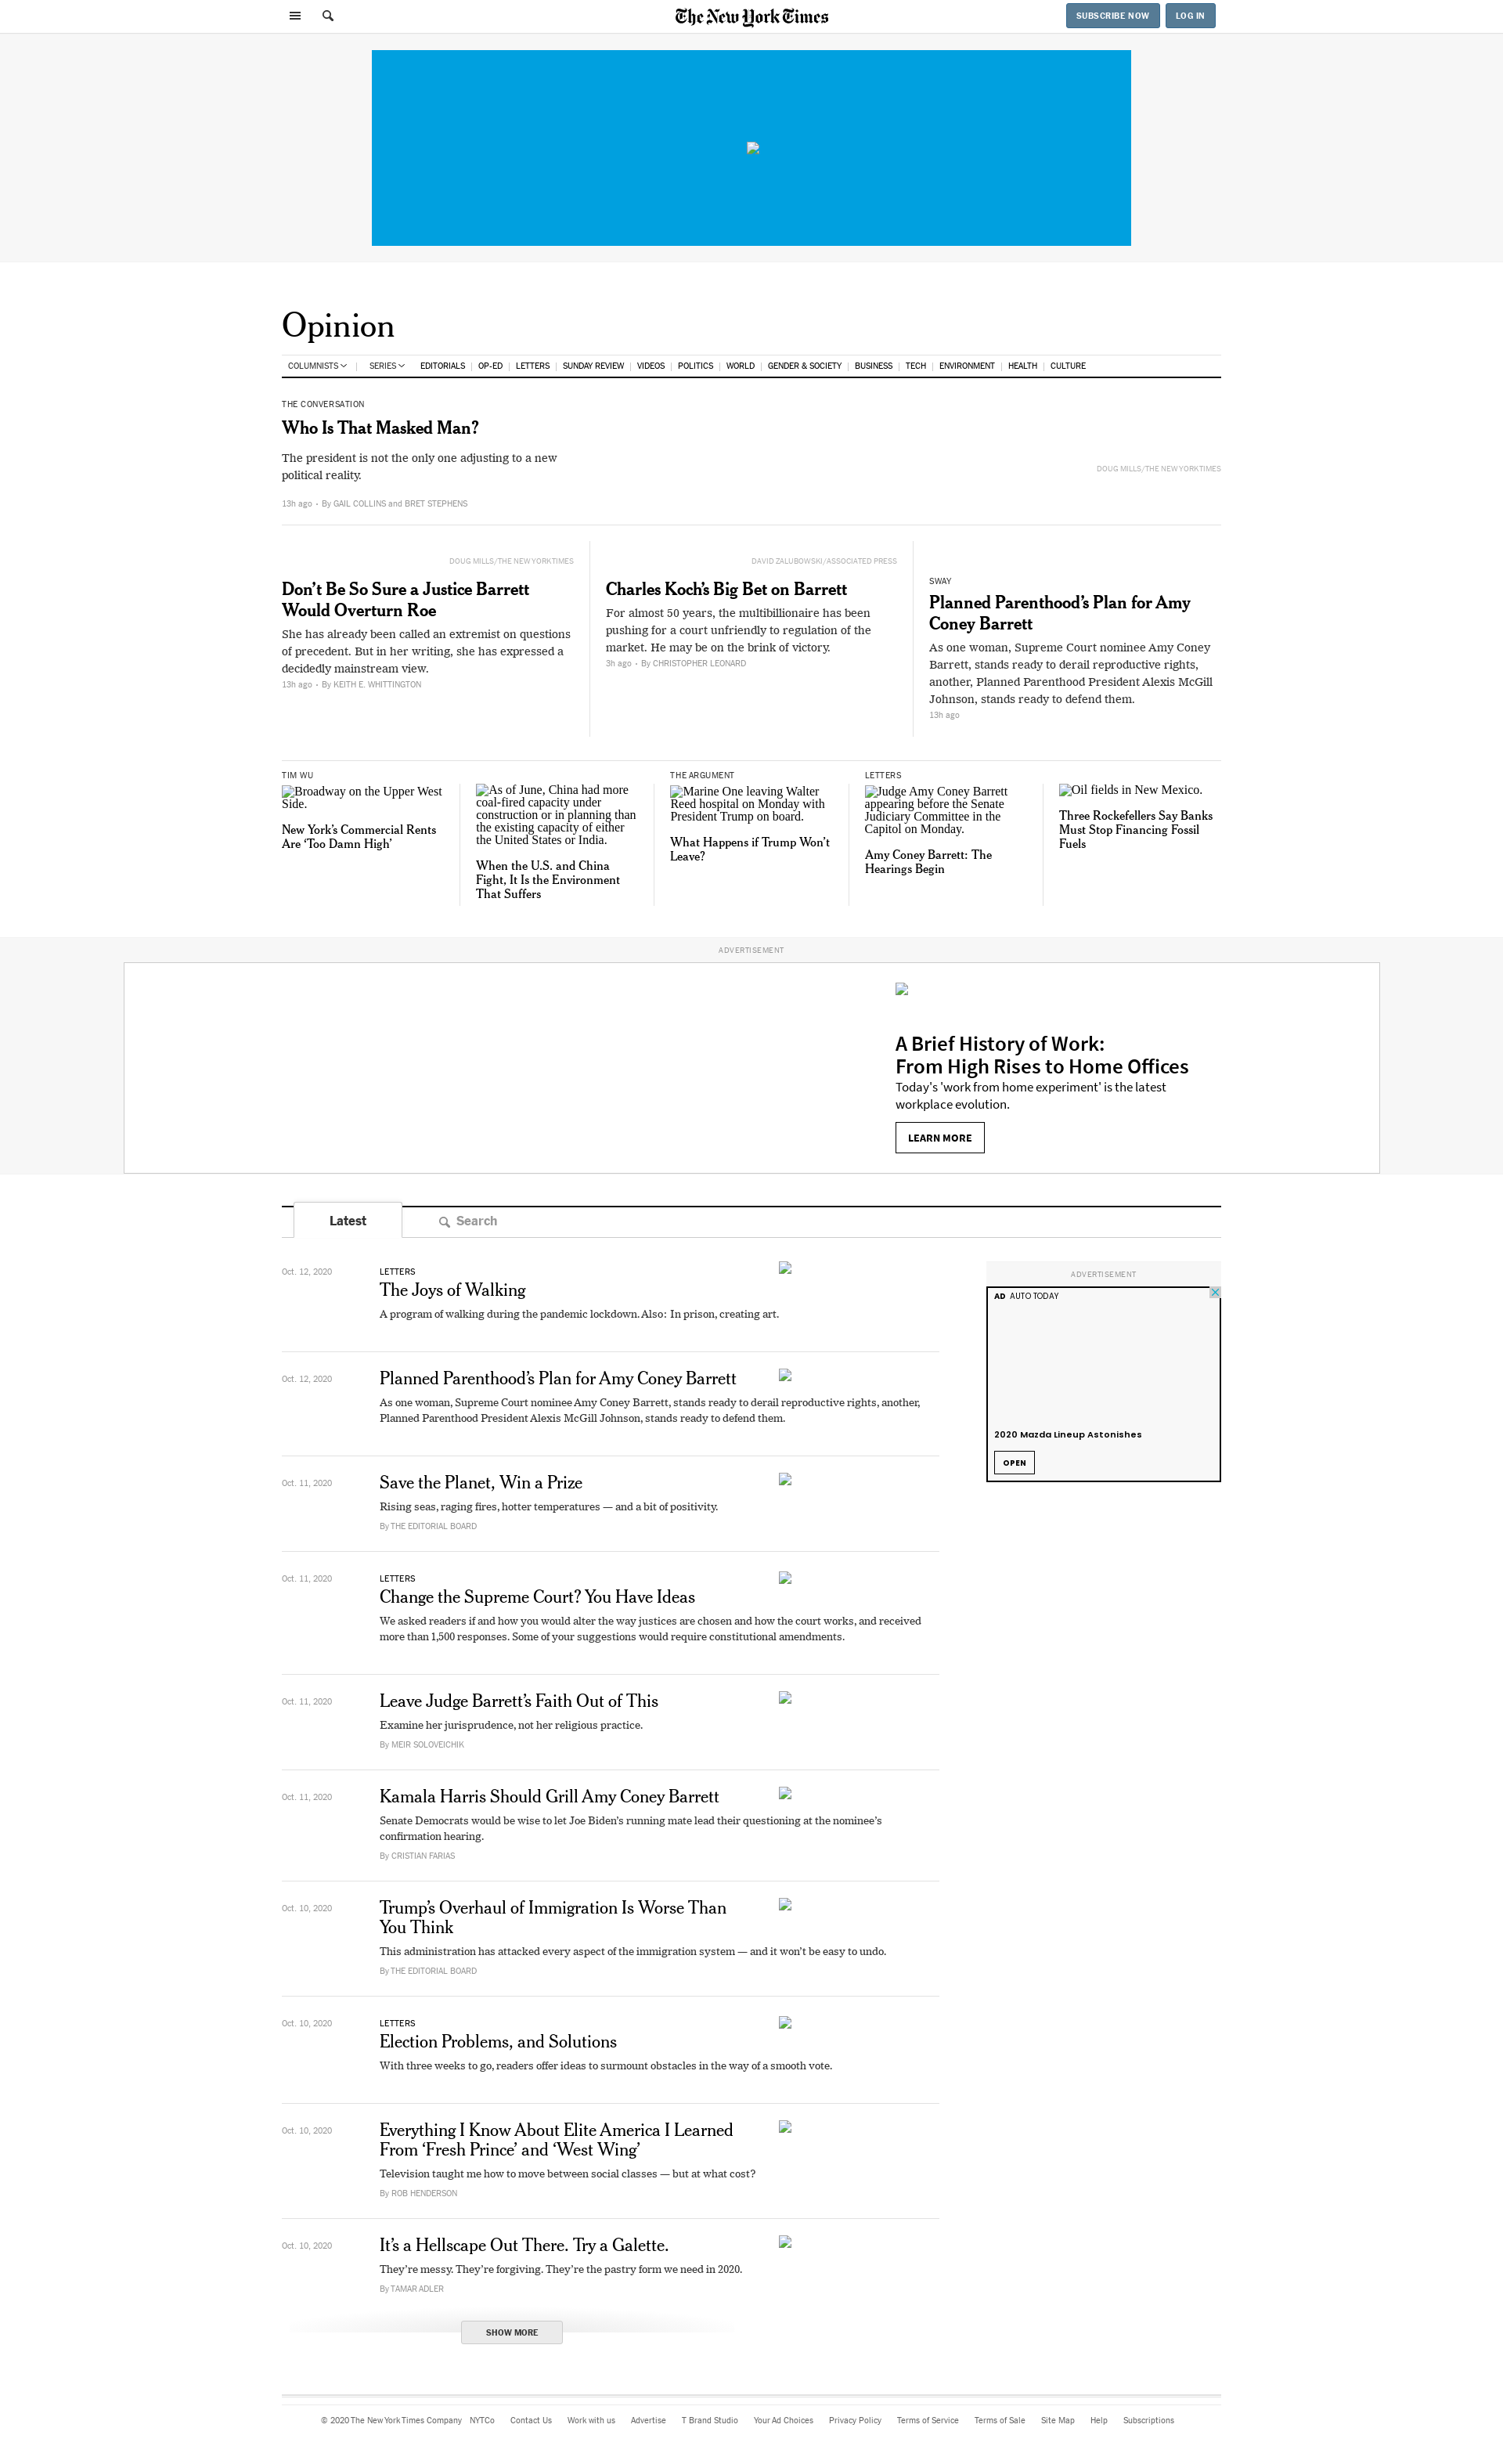 The New York Times
SUBSCRIBE NOW
LOG IN
Opinion
COLUMNISTS
SERIES
EDITORIALS
OP-ED
LETTERS
SUNDAY REVIEW
VIDEOS
POLITICS
WORLD
GENDER & SOCIETY
BUSINESS
TECH
ENVIRONMENT
HEALTH
CULTURE
THE CONVERSATION
Who Is That Masked Man?
The president is not the only one adjusting to a new
political reality.
13h ago • By GAIL COLLINS and BRET STEPHENS
DOUG MILLS/THE NEW YORK TIMES
DOUG MILLS/THE NEW YORK TIMES
Don’t Be So Sure a Justice Barrett
Would Overturn Roe
She has already been called an extremist on questions
of precedent. But in her writing, she has expressed a
decidedly mainstream view.
13h ago • By KEITH E. WHITTINGTON
DAVID ZALUBOWSKI/ASSOCIATED PRESS
Charles Koch’s Big Bet on Barrett
For almost 50 years, the multibillionaire has been
pushing for a court unfriendly to regulation of the
market. He may be on the brink of victory.
3h ago • By CHRISTOPHER LEONARD
SWAY
Planned Parenthood’s Plan for Amy
Coney Barrett
As one woman, Supreme Court nominee Amy Coney
Barrett, stands ready to derail reproductive rights,
another, Planned Parenthood President Alexis McGill
Johnson, stands ready to defend them.
13h ago
TIM WU
Broadway on the Upper West
Side.
New York’s Commercial Rents
Are ‘Too Damn High’
As of June, China had more
coal-fired capacity under
construction or in planning than
the existing capacity of either
the United States or India.
When the U.S. and China
Fight, It Is the Environment
That Suffers
THE ARGUMENT
Marine One leaving Walter
Reed hospital on Monday with
President Trump on board.
What Happens if Trump Won’t
Leave?
LETTERS
Judge Amy Coney Barrett
appearing before the Senate
Judiciary Committee in the
Capitol on Monday.
Amy Coney Barrett: The
Hearings Begin
Oil fields in New Mexico.
Three Rockefellers Say Banks
Must Stop Financing Fossil
Fuels
ADVERTISEMENT
A Brief History of Work:
From High Rises to Home Offices
Today's 'work from home experiment' is the latest
workplace evolution.
LEARN MORE
Latest
Search
Oct. 12, 2020
LETTERS
The Joys of Walking
A program of walking during the pandemic lockdown. Also: In prison, creating art.
Oct. 12, 2020
Planned Parenthood’s Plan for Amy Coney Barrett
As one woman, Supreme Court nominee Amy Coney Barrett, stands ready to derail reproductive rights, another,
Planned Parenthood President Alexis McGill Johnson, stands ready to defend them.
Oct. 11, 2020
Save the Planet, Win a Prize
Rising seas, raging fires, hotter temperatures — and a bit of positivity.
By THE EDITORIAL BOARD
Oct. 11, 2020
LETTERS
Change the Supreme Court? You Have Ideas
We asked readers if and how you would alter the way justices are chosen and how the court works, and received
more than 1,500 responses. Some of your suggestions would require constitutional amendments.
Oct. 11, 2020
Leave Judge Barrett’s Faith Out of This
Examine her jurisprudence, not her religious practice.
By MEIR SOLOVEICHIK
Oct. 11, 2020
Kamala Harris Should Grill Amy Coney Barrett
Senate Democrats would be wise to let Joe Biden’s running mate lead their questioning at the nominee’s
confirmation hearing.
By CRISTIAN FARIAS
Oct. 10, 2020
Trump’s Overhaul of Immigration Is Worse Than
You Think
This administration has attacked every aspect of the immigration system — and it won’t be easy to undo.
By THE EDITORIAL BOARD
Oct. 10, 2020
LETTERS
Election Problems, and Solutions
With three weeks to go, readers offer ideas to surmount obstacles in the way of a smooth vote.
Oct. 10, 2020
Everything I Know About Elite America I Learned
From ‘Fresh Prince’ and ‘West Wing’
Television taught me how to move between social classes — but at what cost?
By ROB HENDERSON
Oct. 10, 2020
It’s a Hellscape Out There. Try a Galette.
They’re messy. They’re forgiving. They’re the pastry form we need in 2020.
By TAMAR ADLER
SHOW MORE
ADVERTISEMENT
AD AUTO TODAY
2020 Mazda Lineup Astonishes
OPEN
© 2020 The New York Times Company
NYTCo
Contact Us
Work with us
Advertise
T Brand Studio
Your Ad Choices
Privacy Policy
Terms of Service
Terms of Sale
Site Map
Help
Subscriptions